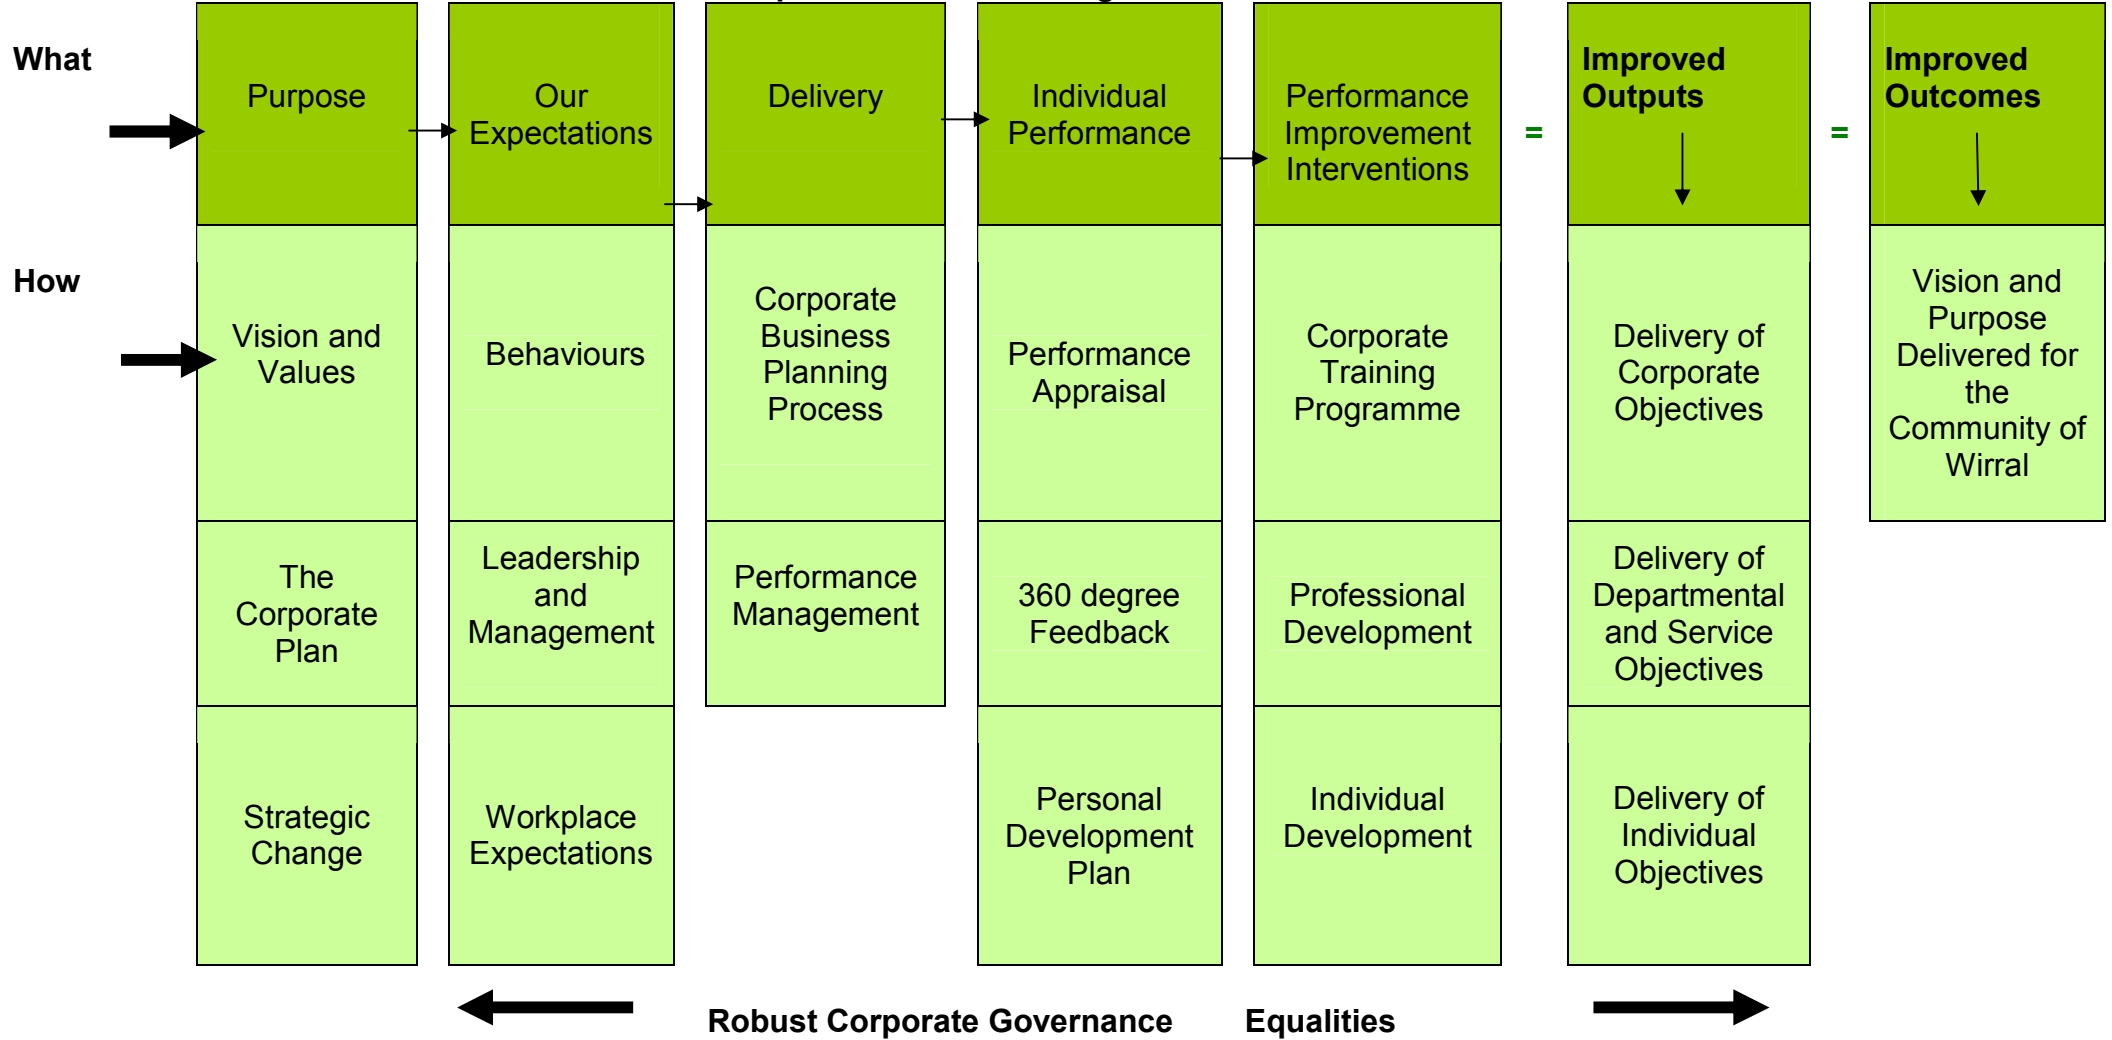 What
Purpose
Our
Expectations
Delivery
Individual
Performance
Performance
Improvement
Interventions
=
Improved
Outputs
=
Improved
Outcomes
How
Vision and
Values
Behaviours
Corporate
Business
Planning
Process
Performance
Appraisal
Corporate
Training
Programme
Delivery of
Corporate
Objectives
Vision and
Purpose
Delivered for
the
Community of
Wirral
The
Corporate
Plan
Leadership
and
Management
Performance
Management
360 degree
Feedback
Professional
Development
Delivery of
Departmental
and Service
Objectives
Strategic
Change
Workplace
Expectations
Personal
Development
Plan
Individual
Development
Delivery of
Individual
Objectives
Robust Corporate Governance Equalities